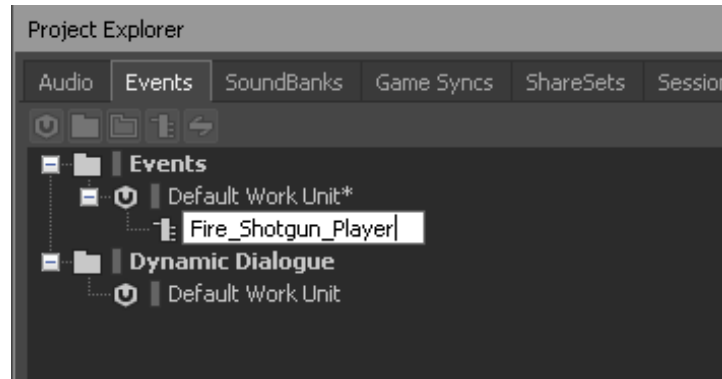 Project Explorer
Audio Events SoundBanks Game Syncs ShareSets Session
Events
Default Work Unit*
Fire_Shotgun_Player
Dynamic Dialogue
Default Work Unit